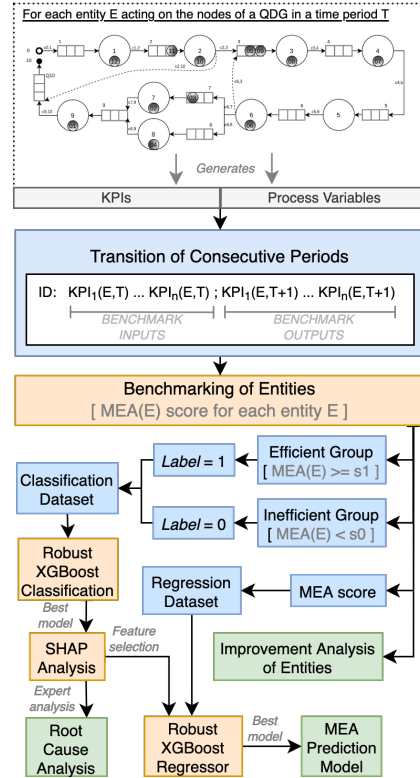 For each entity E acting on the nodes of a QDG in a time period T
Generates
KPIs
Process Variables
Transition of Consecutive Periods
ID: KPI1(E,T) ... KPIn(E,T) ; KPI1(E,T+1) ... KPIn(E,T+1)
BENCHMARK
INPUTS
BENCHMARK
OUTPUTS
Benchmarking of Entities
[ MEA(E) score for each entity E ]
Efficient Group
[ MEA(E) >= s1 ]
Label = 1
Classification
Dataset
Inefficient Group
[ MEA(E) < s0 ]
Label = 0
Robust
XGBoost
Classification
Regression
Dataset
MEA score
Best
model
Feature
selection
SHAP
Analysis
Improvement Analysis
of Entities
Expert
analysis
Root
Cause
Analysis
Robust
XGBoost
Regressor
Best
model
MEA
Prediction
Model